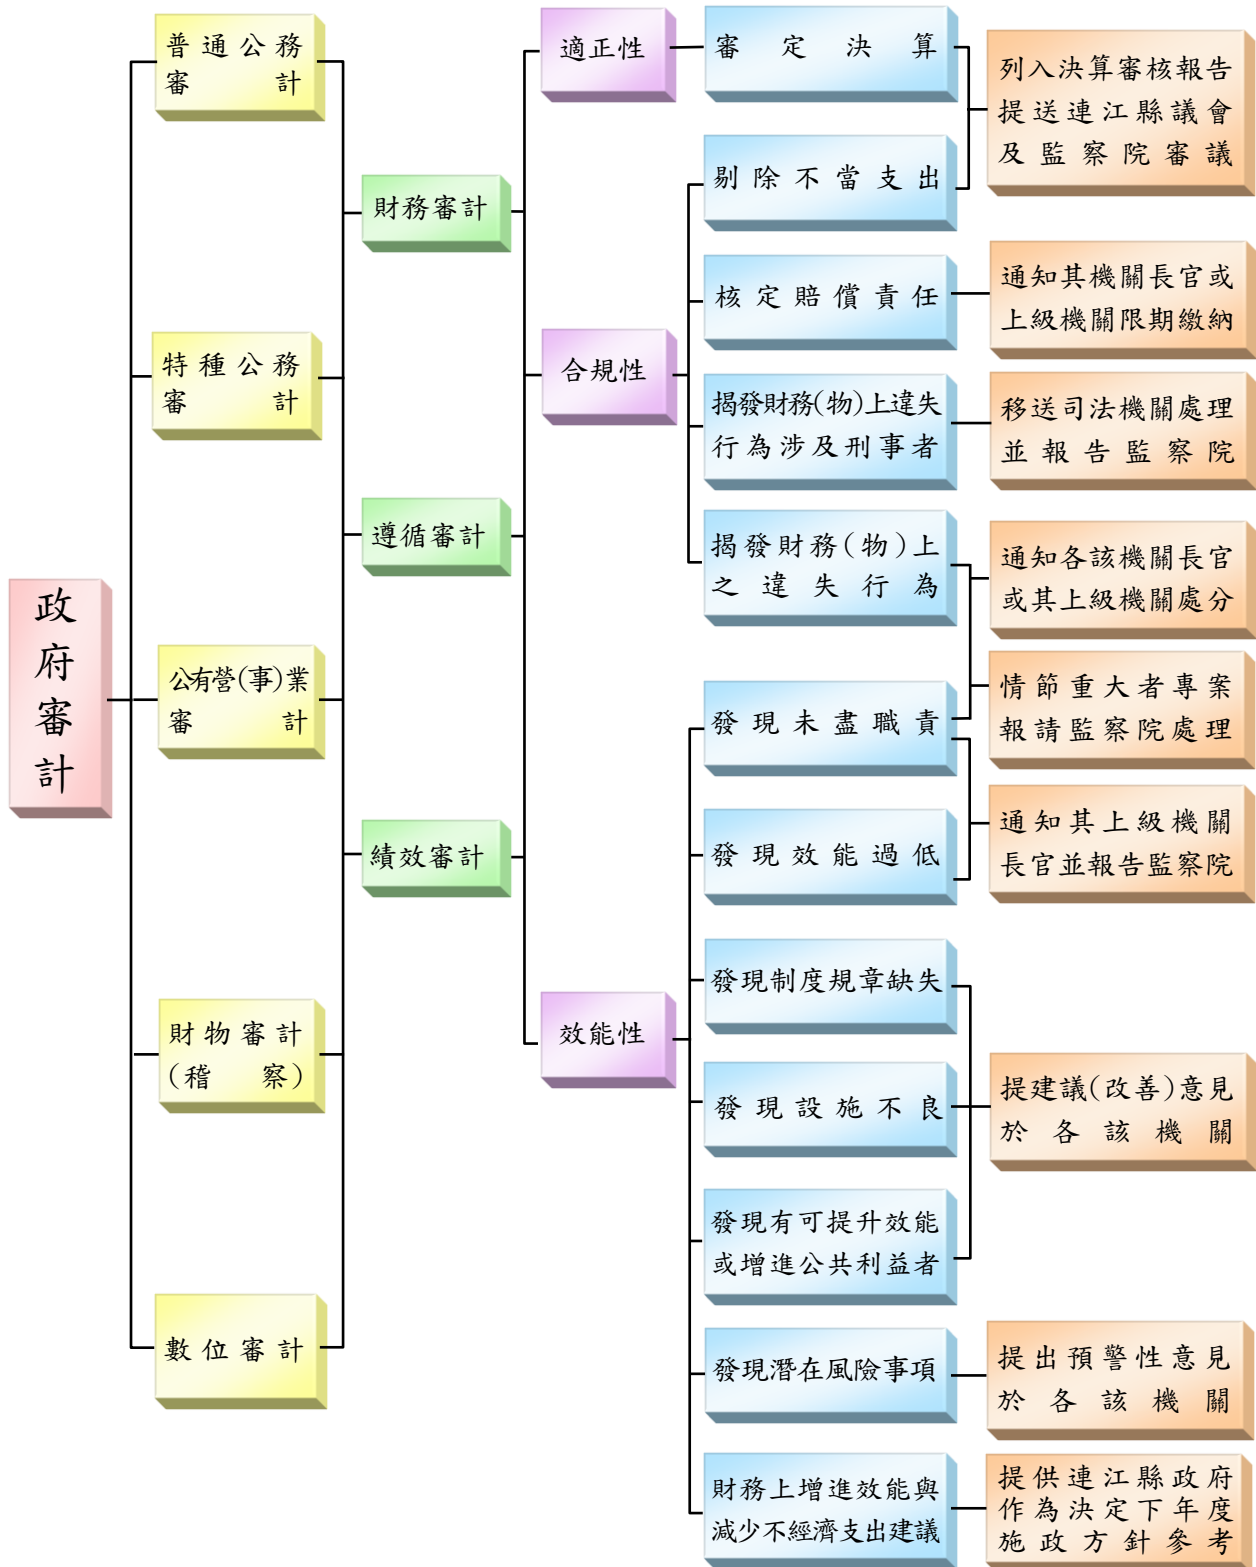 政府審計
普通公務
審計
特種公務
審計
公有營(事)業
審計
財物審計
(稽察)
數位審計
財務審計
遵循審計
績效審計
適正性
合規性
效能性
審定決算
剔除不當支出
核定賠償責任
揭發財務(物)上違失
行為涉及刑事者
揭發財務(物)上
之違失行為
發現未盡職責
發現效能過低
發現制度規章缺失
發現設施不良
發現有可提升效能
或增進公共利益者
發現潛在風險事項
財務上增進效能與
減少不經濟支出建議
列入決算審核報告
提送連江縣議會
及監察院審議
通知其機關長官或
上級機關限期繳納
移送司法機關處理
並報告監察院
通知各該機關長官
或其上級機關處分
情節重大者專案
報請監察院處理
通知其上級機關
長官並報告監察院
提建議(改善)意見
於各該機關
提出預警性意見
於各該機關
提供連江縣政府
作為決定下年度
施政方針參考